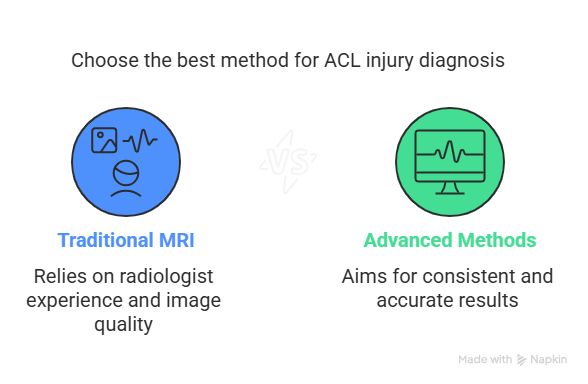 Choose the best method for ACL injury diagnosis
VS
Traditional MRI
Advanced Methods
Relies on radiologist
experience and image
quality
Aims for consistent and
accurate results
Made with Napkin